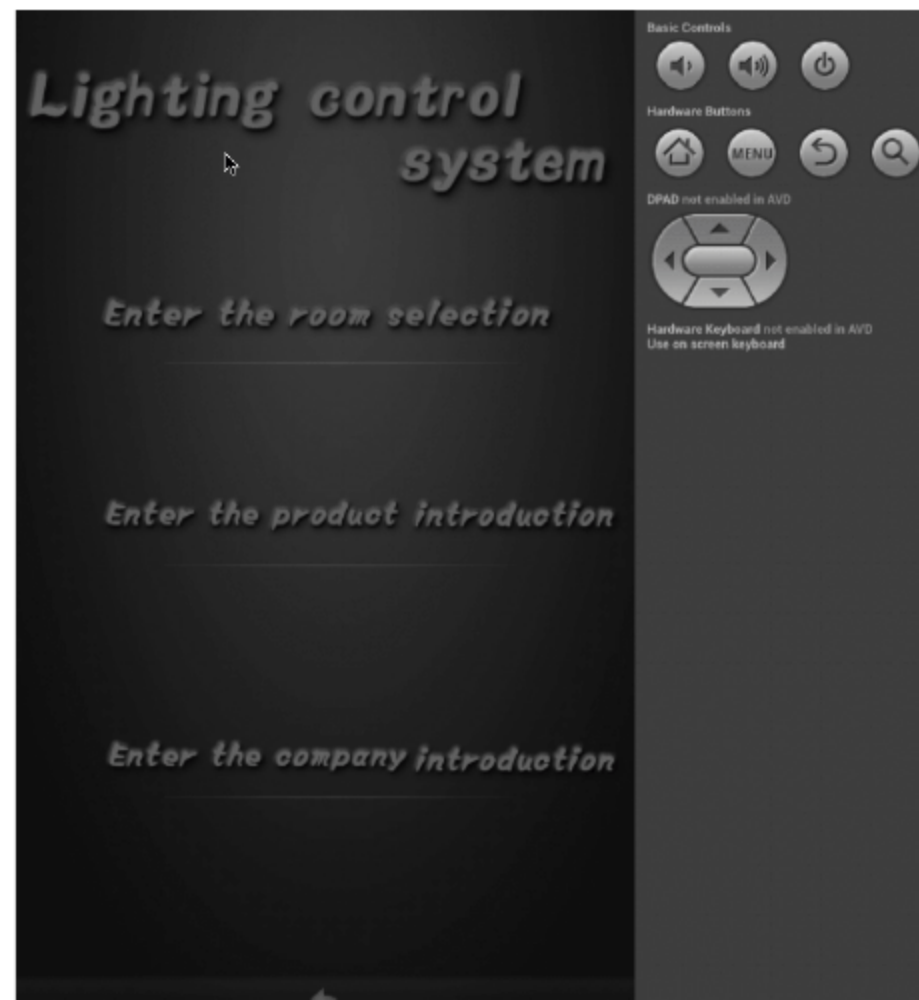 Lighting control
system
Enter the room selection
Enter the product introduction
Enter the company introduction
Basic Controls
Hardware Buttons
MENU
DPAD not enabled in AVD
Hardware Keyboard not enabled in AVD
Use on screen keyboard